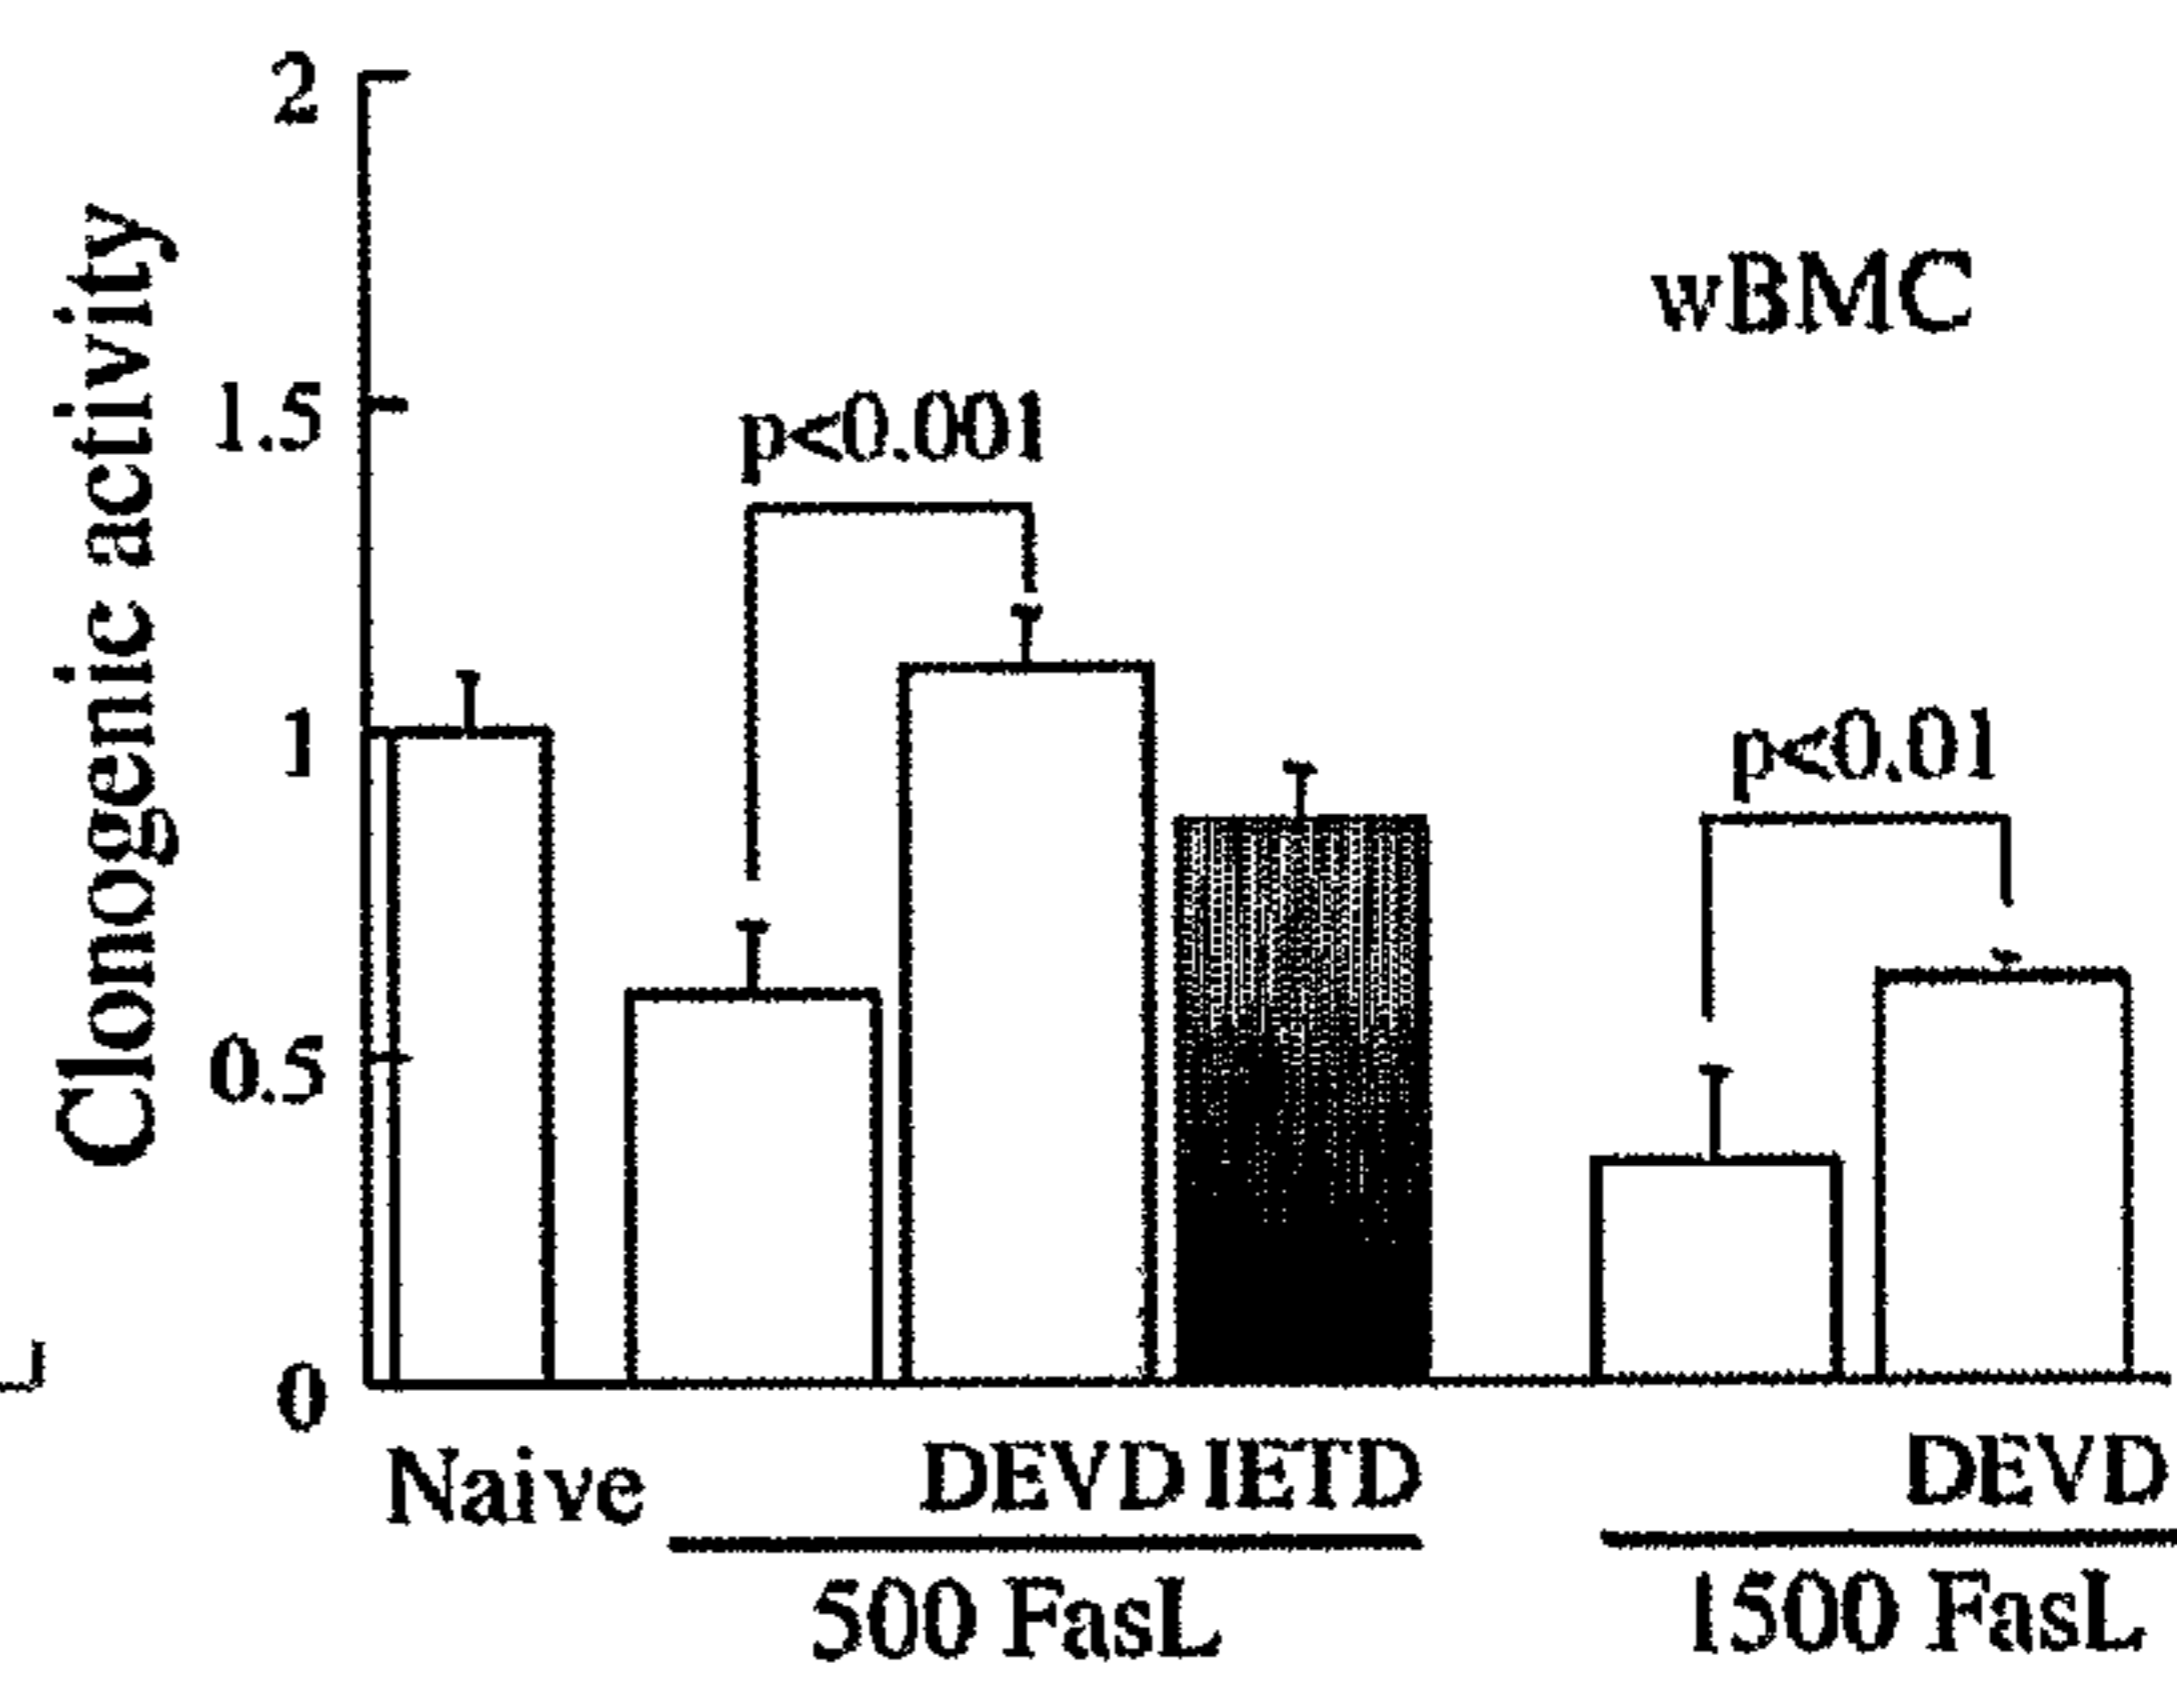 Clonogenic activity
2
1.5
1
0.5
0
wBMC
p<0.001
p<0.01
Naive
DEVD IETD
DEVD
500 FasL
1500 FasL